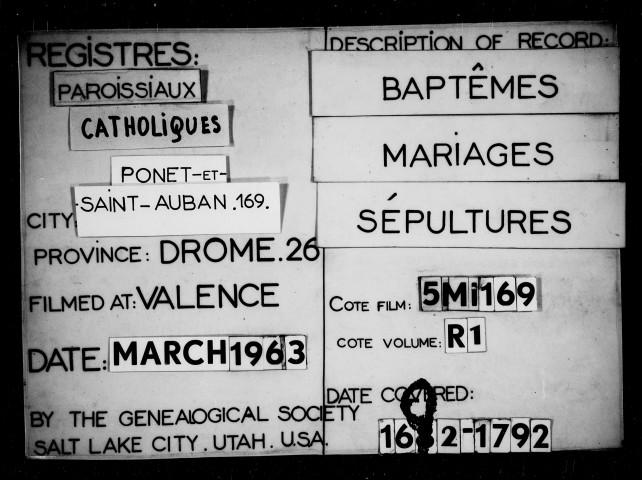 REGISTRES:
PAROISSIAUX
CATHOLIQUES
PONET-ET-
CITY SAINT-AUBAN.169.
PROVINCE: DROME.26
FILMED AT: VALENCE
DATE: MARCH 1963
BY THE GENEALOGICAL SOCIETY
SALT LAKE CITY. UTAH. U.S.A.
DESCRIPTION OF RECORD:
BAPTÊMES
MARIAGES
SÉPULTURES
COTE FILM: 5Mi169
COTE VOLUME: R1
DATE COVERED:
1692-1792